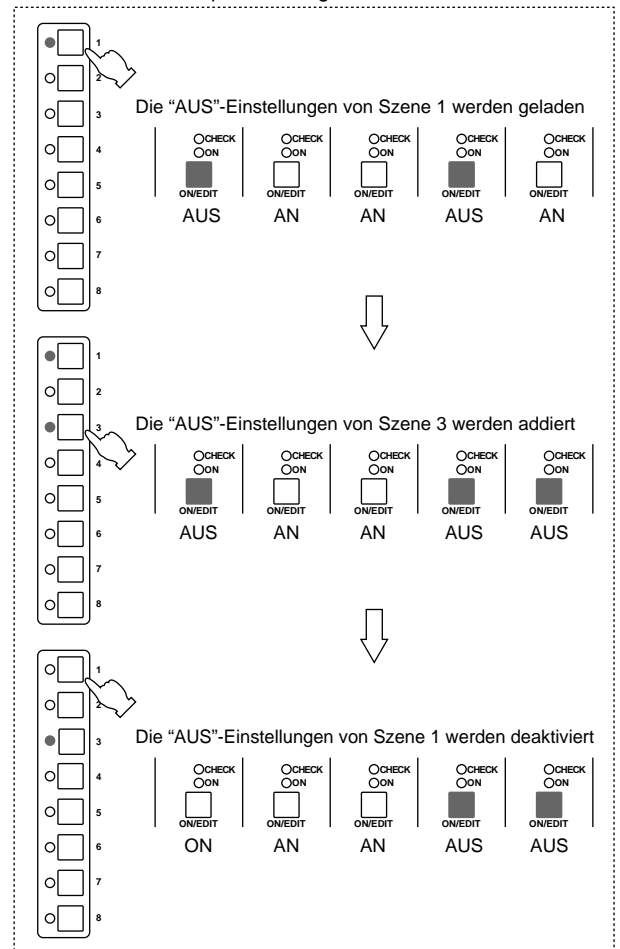 1
2
3
4
5
6
7
8
Die “AUS”-Einstellungen von Szene 1 werden geladen
CHECK CHECK CHECK CHECK CHECK
ON ON ON ON ON
ON/EDIT ON/EDIT ON/EDIT ON/EDIT ON/EDIT
AUS AN AN AUS AN
1
2
3
4
5
6
7
8
Die “AUS”-Einstellungen von Szene 3 werden addiert
CHECK CHECK CHECK CHECK CHECK
ON ON ON ON ON
ON/EDIT ON/EDIT ON/EDIT ON/EDIT ON/EDIT
AUS AN AN AUS AUS
1
2
3
4
5
6
7
8
Die “AUS”-Einstellungen von Szene 1 werden deaktiviert
CHECK CHECK CHECK CHECK CHECK
ON ON ON ON ON
ON/EDIT ON/EDIT ON/EDIT ON/EDIT ON/EDIT
ON AN AN AUS AUS